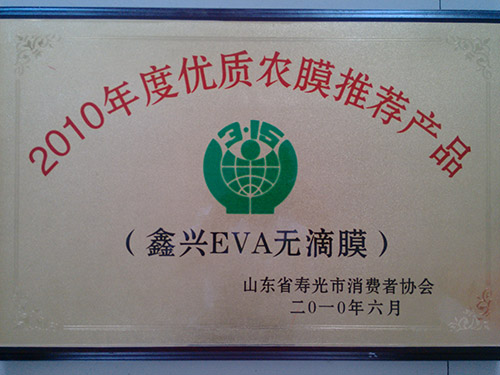 2010年度优质农膜推荐产品
3·15
(鑫兴EVA无滴膜)
山东省寿光市消费者协会
二O一O年六月